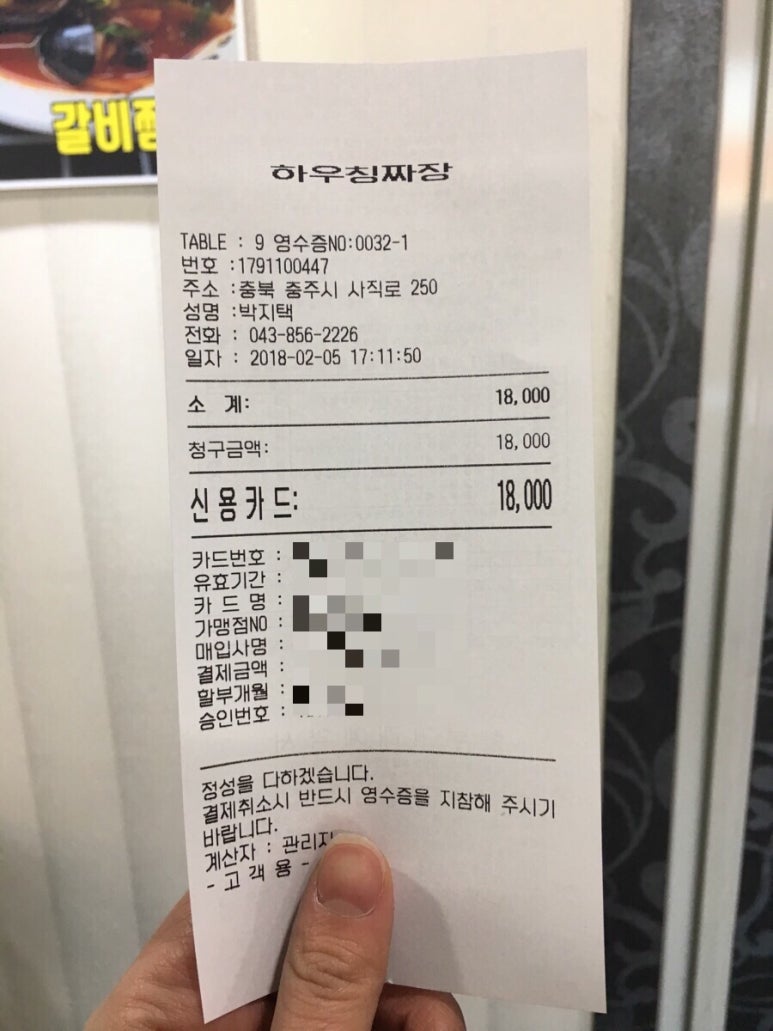 갈비찜
하우칭짜장
TABLE : 9 영수증NO:0032-1
번호 :1791100447
주소 :충북 충주시 사직로 250
성명 :박지택
전화 : 043-856-2226
일자 : 2018-02-05 17:11:50
소 계: 18,000
청구금액: 18,000
신용카드: 18,000
카드번호 :
유효기간 :
카 드 명 :
가맹점NO :
매입사명 :
결제금액 :
할부개월 :
승인번호 :
정성을 다하겠습니다.
결제취소시 반드시 영수증을 지참해 주시기
바랍니다.
계산자 : 관리자
- 고 객 용 -